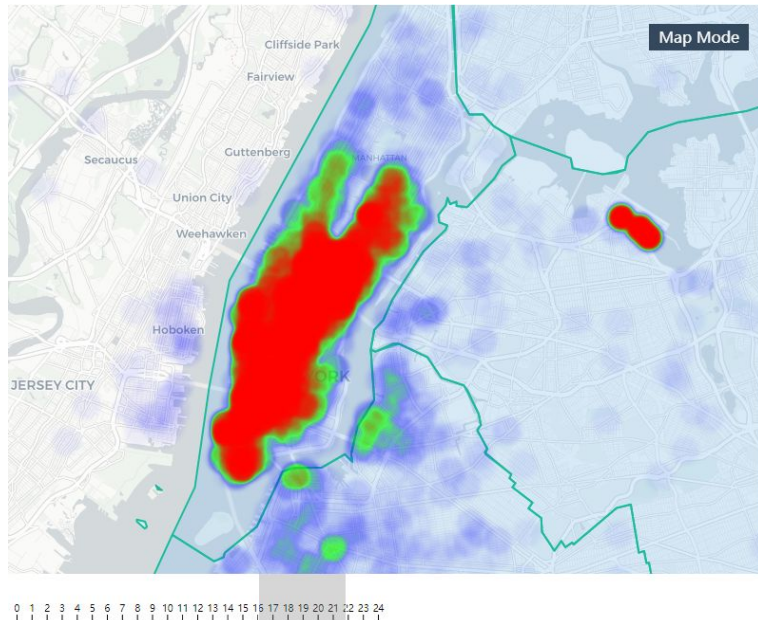 Cliffside Park
Map Mode
Fairview
Guttenberg
MANHATTAN
Secaucus
Union City
Weehawken
Hoboken
JERSEY CITY
ORK
0 1 2 3 4 5 6 7 8 9 10 11 12 13 14 15 16 17 18 19 20 21 22 23 24